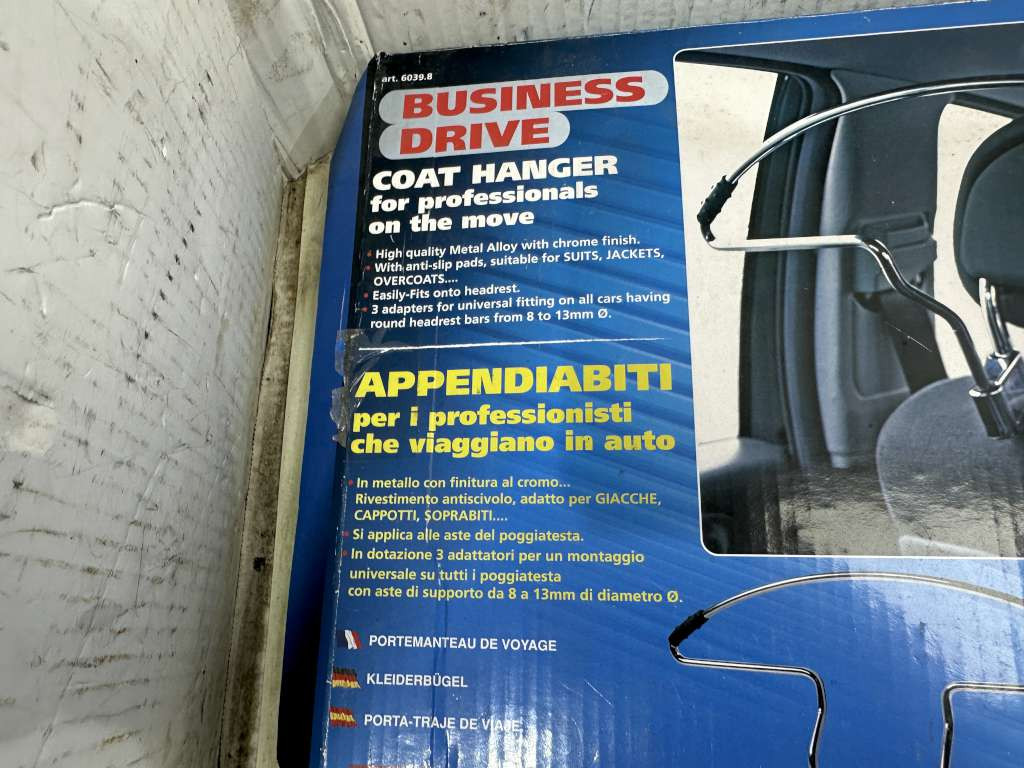 art. 6039.8
BUSINESS
DRIVE
COAT HANGER
for professionals
on the move
• High quality Metal Alloy with chrome finish.
• With anti-slip pads, suitable for SUITS, JACKETS,
OVERCOATS....
• Easily-Fits onto headrest.
• 3 adapters for universal fitting on all cars having
round headrest bars from 8 to 13mm Ø.
APPENDIABITI
per i professionisti
che viaggiano in auto
• In metallo con finitura al cromo...
Rivestimento antiscivolo, adatto per GIACCHE,
CAPPOTTI, SOPRABITI....
• Si applica alle aste del poggiatesta.
• In dotazione 3 adattatori per un montaggio
universale su tutti i poggiatesta
con aste di supporto da 8 a 13mm di diametro Ø.
PORTEMANTEAU DE VOYAGE
KLEIDERBÜGEL
PORTA-TRAJE DE VIAJE